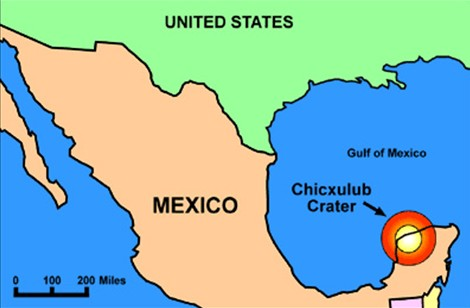 UNITED STATES
Gulf of Mexico
Chicxulub
Crater
MEXICO
0 100 200 Miles